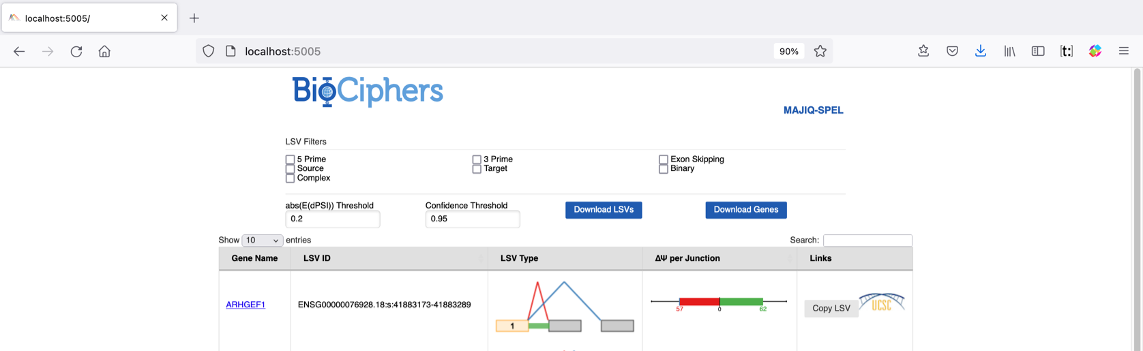 localhost:5005/
localhost:5005
90%
[t:]
BioCiphers
MAJIQ-SPEL
LSV Filters
5 Prime 3 Prime Exon Skipping
Source Target Binary
Complex
abs(E(dPSI)) Threshold Confidence Threshold
0.2 0.95 Download LSVs Download Genes
Show 10 entries Search:
Gene Name LSV ID LSV Type ΔΨ per Junction Links
ARHGEF1 ENSG00000076928.18:s:41883173-41883289 1 57 0 62 Copy LSV UCSC